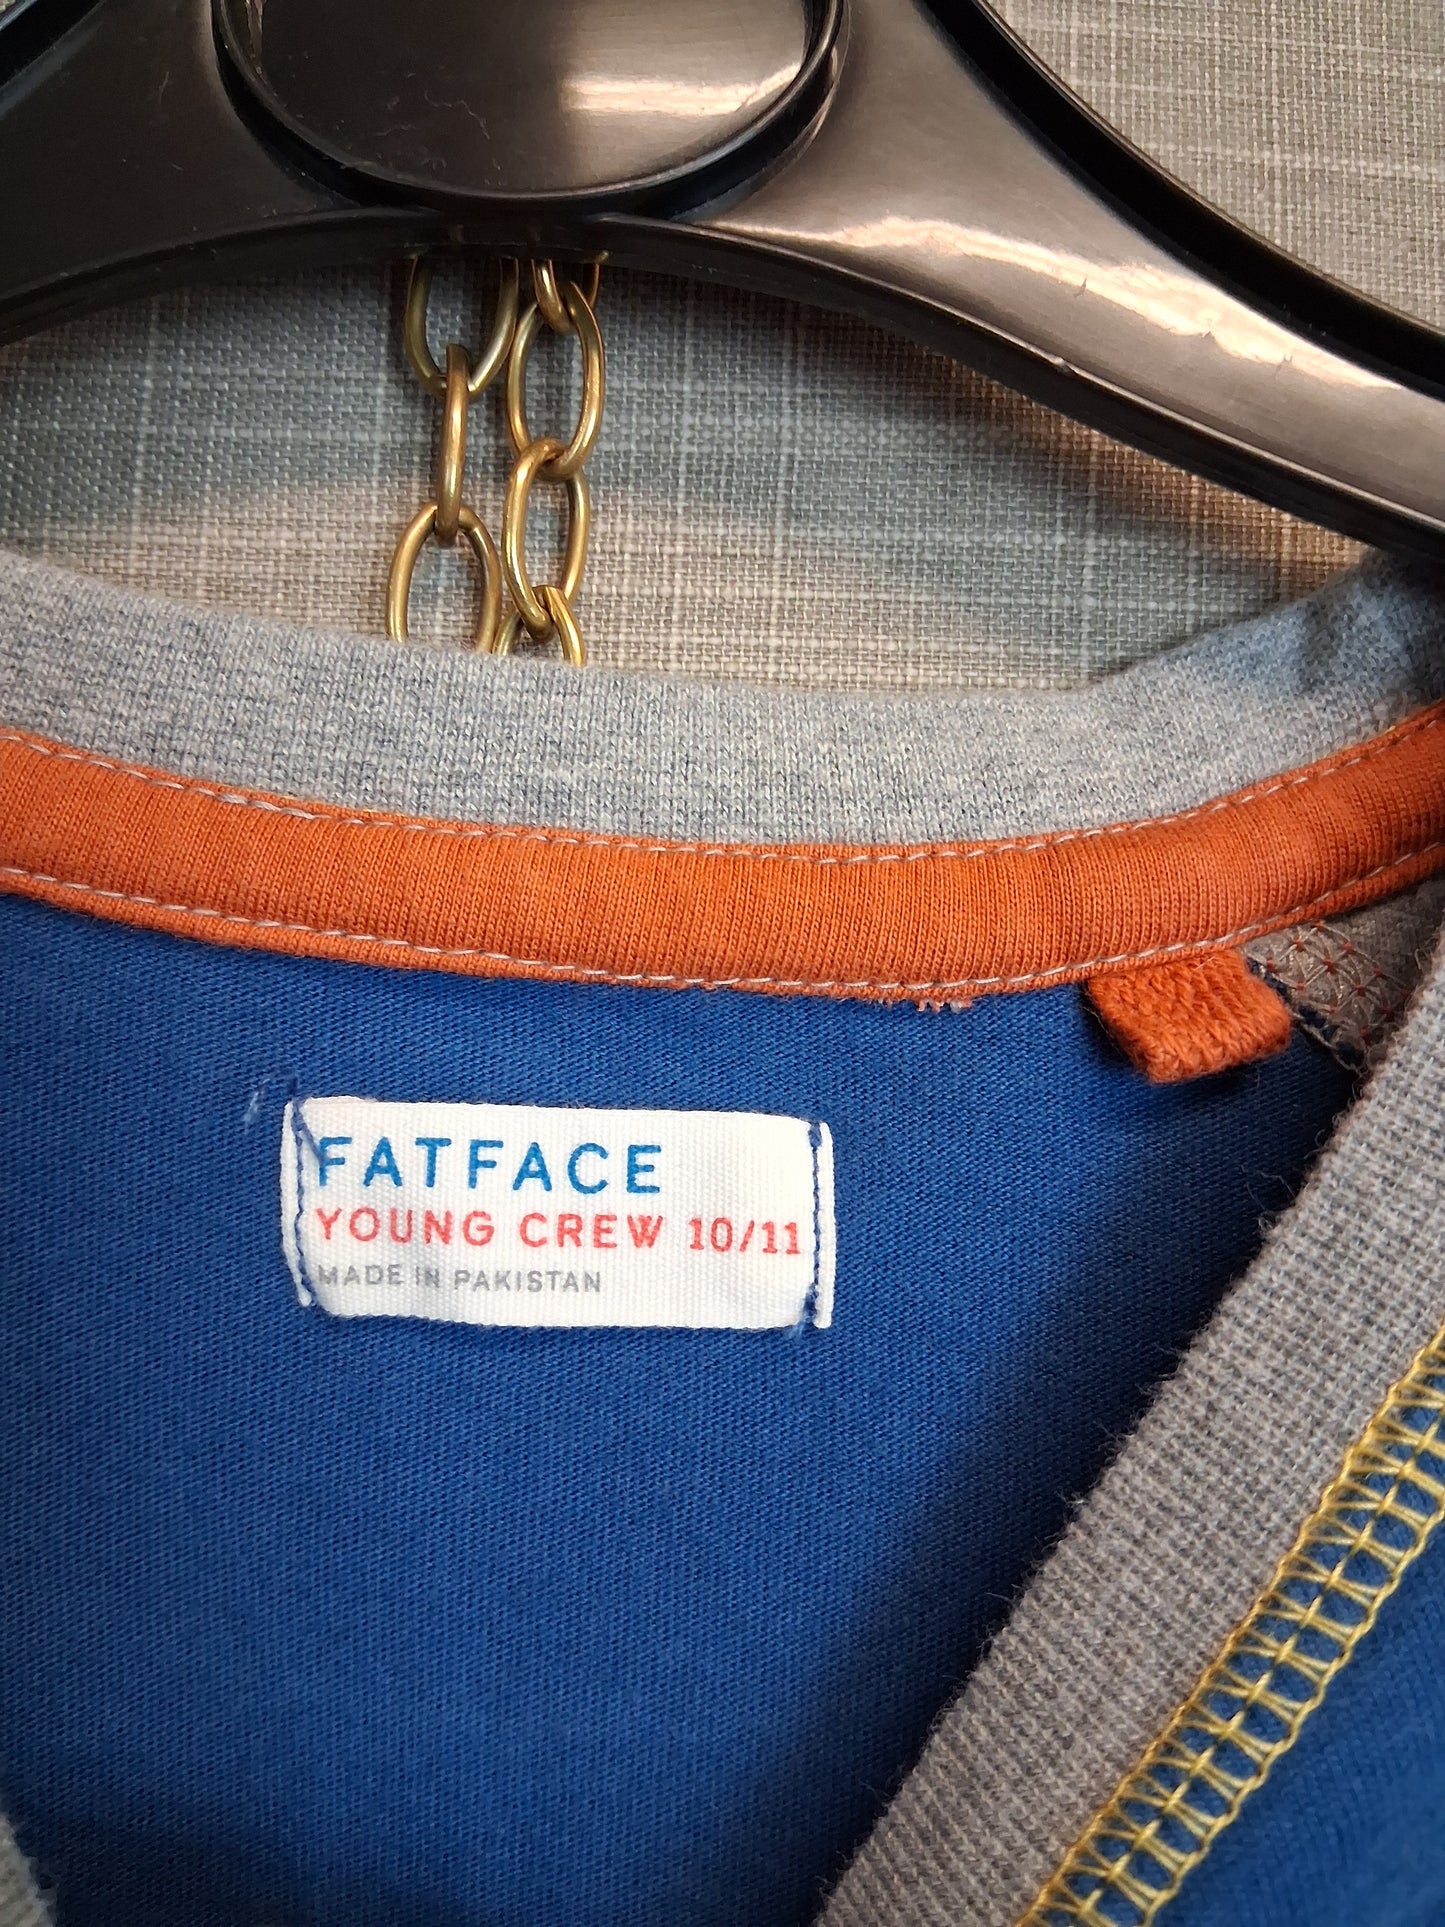 FATFACE
YOUNG CREW 10/11
MADE IN PAKISTAN